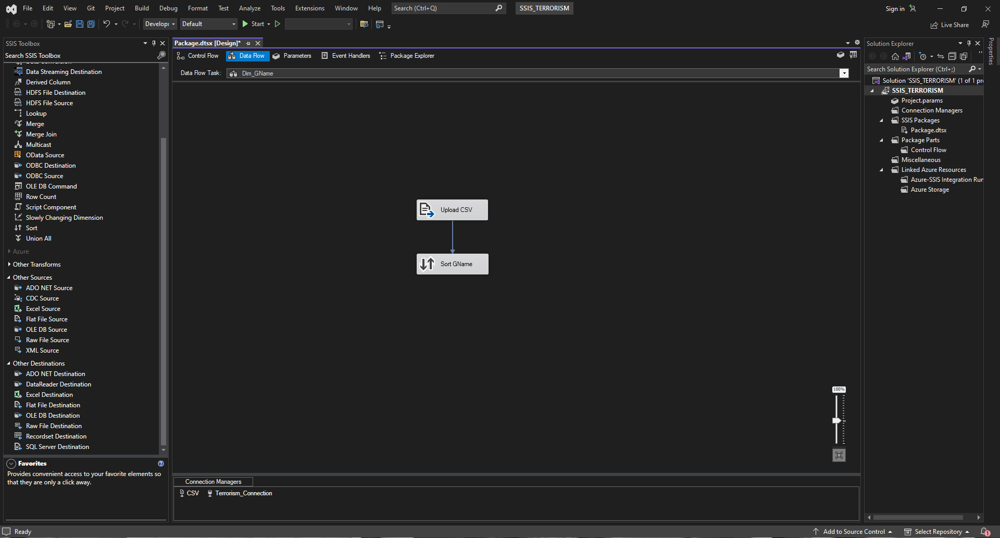 File Edit View Git Project Build Debug Format Test Analyze Tools Extensions Window Help Search (Ctrl+Q) SSIS_TERRORISM Sign in
Developı Default Start Live Share
SSIS Toolbox
Search SSIS Toolbox
Data Conversion
Data Streaming Destination
Derived Column
HDFS File Destination
HDFS File Source
Lookup
Merge
Merge Join
Multicast
OData Source
ODBC Destination
ODBC Source
OLE DB Command
Row Count
Script Component
Slowly Changing Dimension
Sort
Union All
Azure
Other Transforms
Other Sources
ADO NET Source
CDC Source
Excel Source
Flat File Source
OLE DB Source
Raw File Source
XML Source
Other Destinations
ADO NET Destination
DataReader Destination
Excel Destination
Flat File Destination
OLE DB Destination
Raw File Destination
Recordset Destination
SQL Server Destination
Favorites
Provides convenient access to your favorite elements so
that they are only a click away.
Package.dtsx [Design]*
Control Flow Data Flow Parameters Event Handlers Package Explorer
Data Flow Task: Dim_GName
Upload CSV
Sort GName
100%
Connection Managers
CSV Terrorism_Connection
Solution Explorer
Search Solution Explorer (Ctrl+;)
Solution 'SSIS_TERRORISM' (1 of 1 pr
SSIS_TERRORISM
Project.params
Connection Managers
SSIS Packages
Package.dtsx
Package Parts
Control Flow
Miscellaneous
Linked Azure Resources
Azure-SSIS Integration Run
Azure Storage
Properties
Ready Add to Source Control Select Repository 1